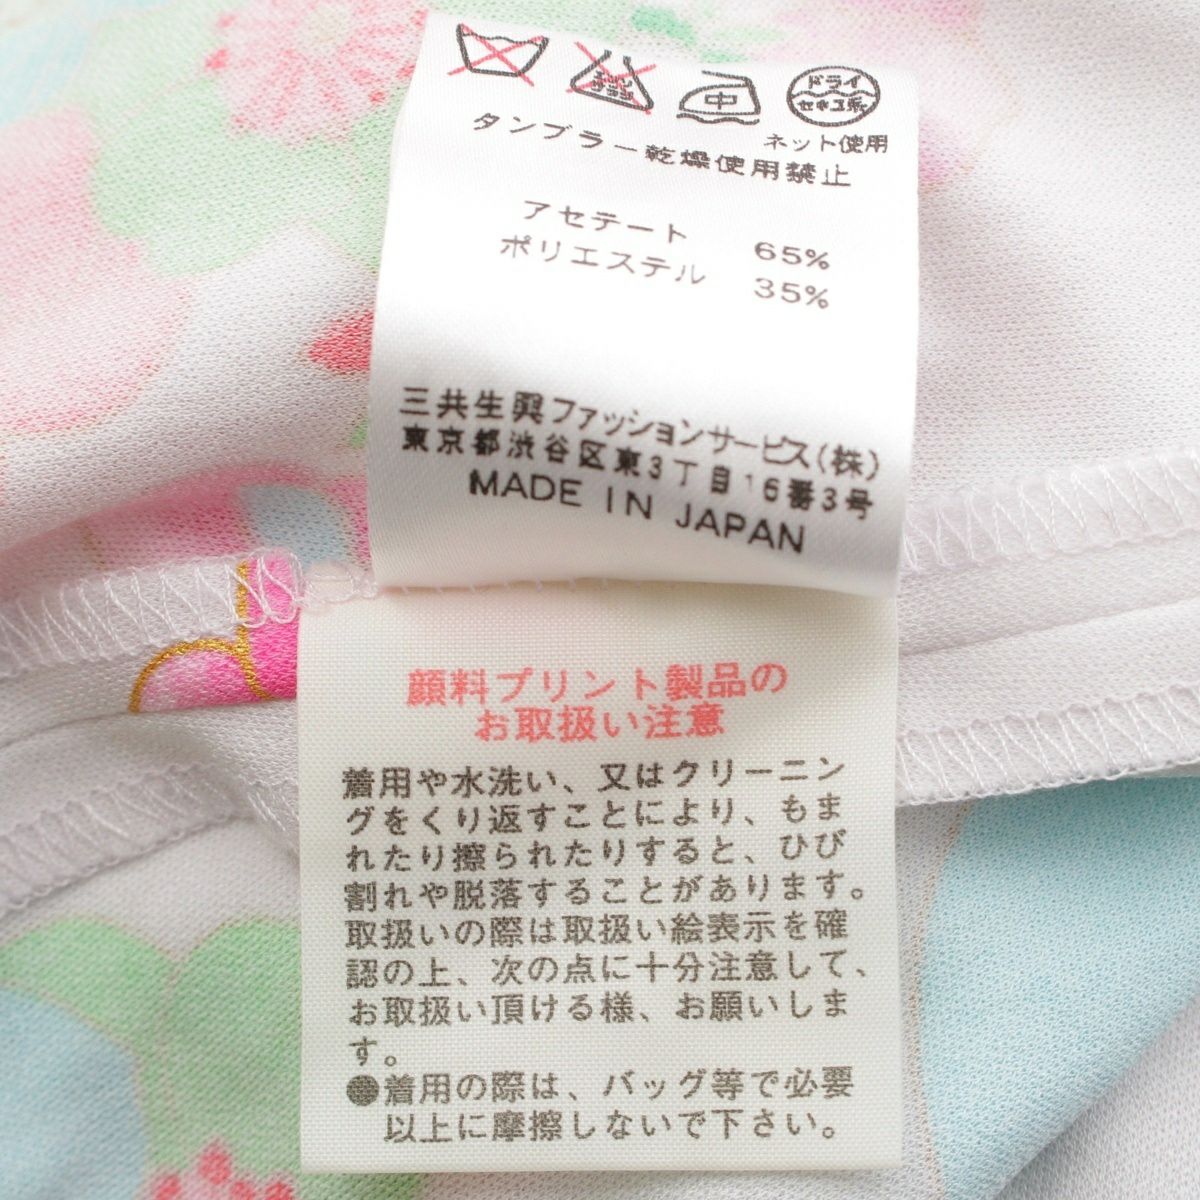 エンソ
サラシ
中
ドライ
セキユ系
ネット使用
タンブラー乾燥使用禁止
アセテート 65%
ポリエステル 35%
三共生興ファッションサービス(株)
東京都渋谷区東3丁目16番3号
MADE IN JAPAN
顔料プリント製品の
お取扱い注意
着用や水洗い、又はクリーニン
グをくり返すことにより、もま
れたり擦られたりすると、ひび
割れや脱落することがあります。
取扱いの際は取扱い絵表示を確
認の上、次の点に十分注意して、
お取扱い頂ける様、お願いしま
す。
●着用の際は、バッグ等で必要
以上に摩擦しないで下さい。